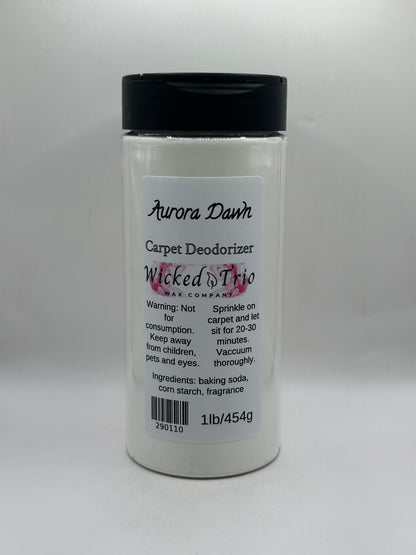 Aurora Dawn
Carpet Deodorizer
Wicked Trio
WAX COMPANY
Warning: Not
for
consumption.
Keep away
from children,
pets and eyes.
Sprinkle on
carpet and let
sit for 20-30
minutes.
Vaccuum
thoroughly.
Ingredients: baking soda,
corn starch, fragrance
290110
1lb/454g